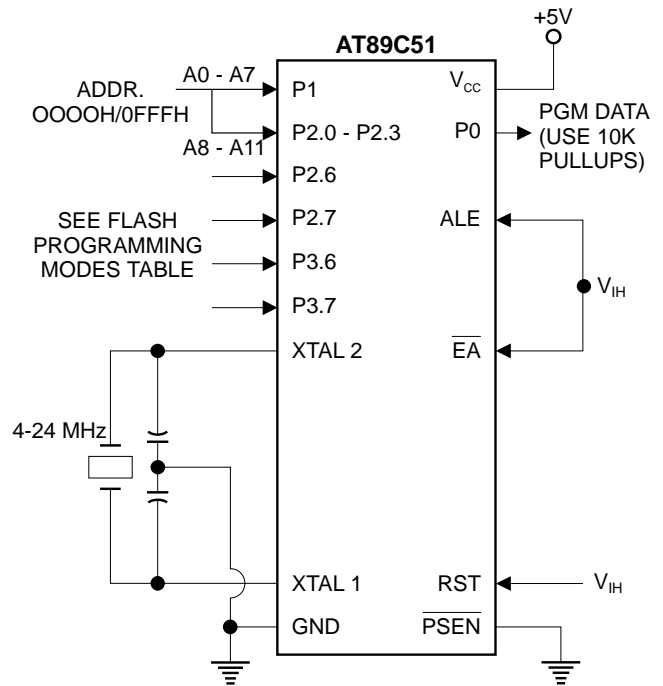 +5V
AT89C51
ADDR.
OOOOH/0FFFH
A0 - A7
A8 - A11
P1
P2.0 - P2.3
P2.6
P2.7
P3.6
P3.7
SEE FLASH
PROGRAMMING
MODES TABLE
XTAL 2
4-24 MHz
XTAL 1
GND
VCC
P0
PGM DATA
(USE 10K
PULLUPS)
ALE
VIH
EA
RST
VIH
PSEN